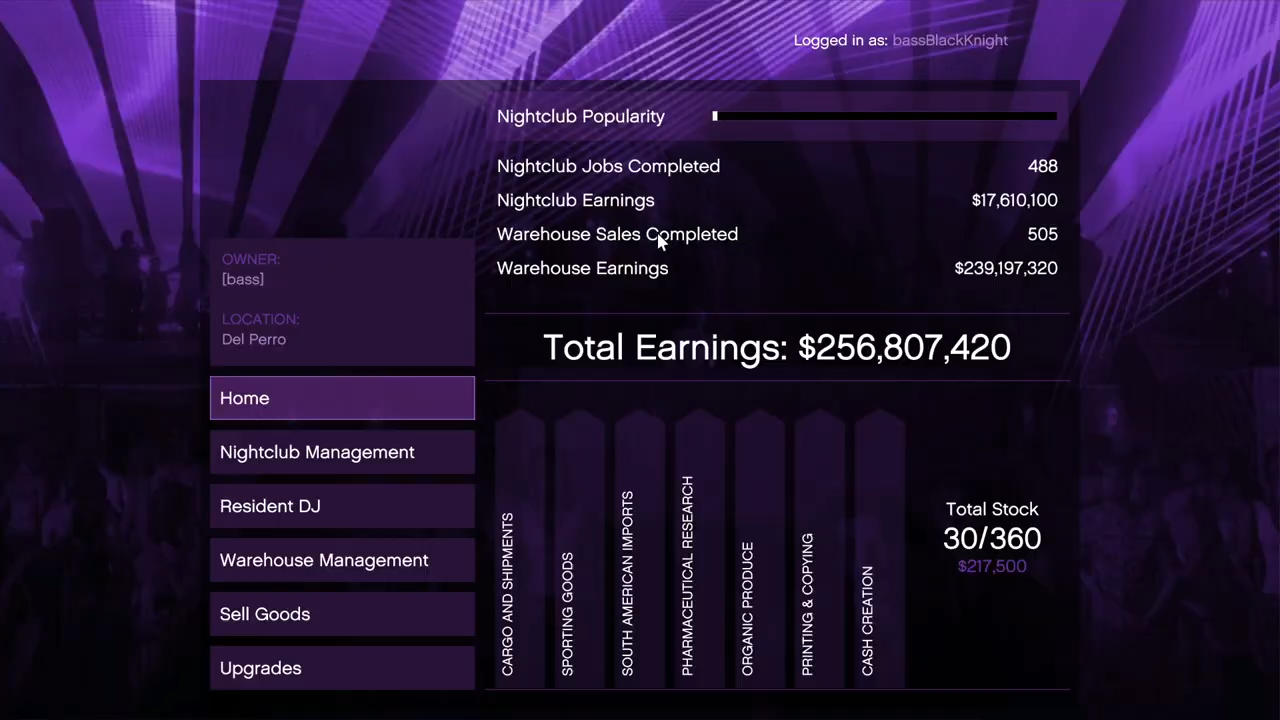 Logged in as: bassBlackKnight
Nightclub Popularity
Nightclub Jobs Completed 488
Nightclub Earnings $17,610,100
Warehouse Sales Completed 505
Warehouse Earnings $239,197,320
OWNER:
[bass]
LOCATION:
Del Perro
Total Earnings: $256,807,420
Home
Nightclub Management
Resident DJ
Warehouse Management
Sell Goods
Upgrades
CARGO AND SHIPMENTS
SPORTING GOODS
SOUTH AMERICAN IMPORTS
PHARMACEUTICAL RESEARCH
ORGANIC PRODUCE
PRINTING & COPYING
CASH CREATION
Total Stock
30/360
$217,500